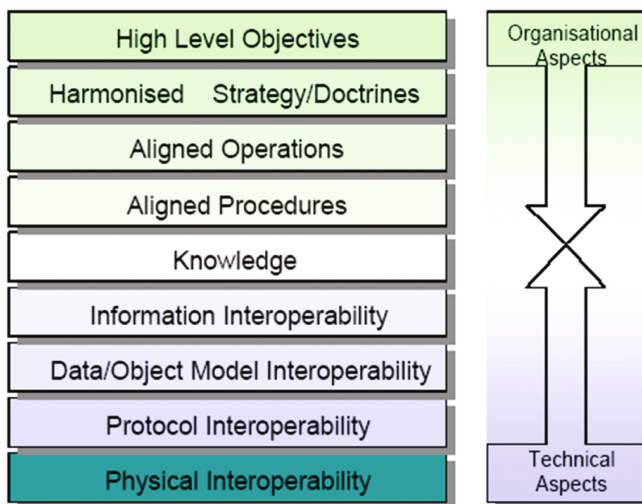 High Level Objectives
Harmonised Strategy/Doctrines
Aligned Operations
Aligned Procedures
Knowledge
Information Interoperability
Data/Object Model Interoperability
Protocol Interoperability
Physical Interoperability
Organisational
Aspects
Technical
Aspects